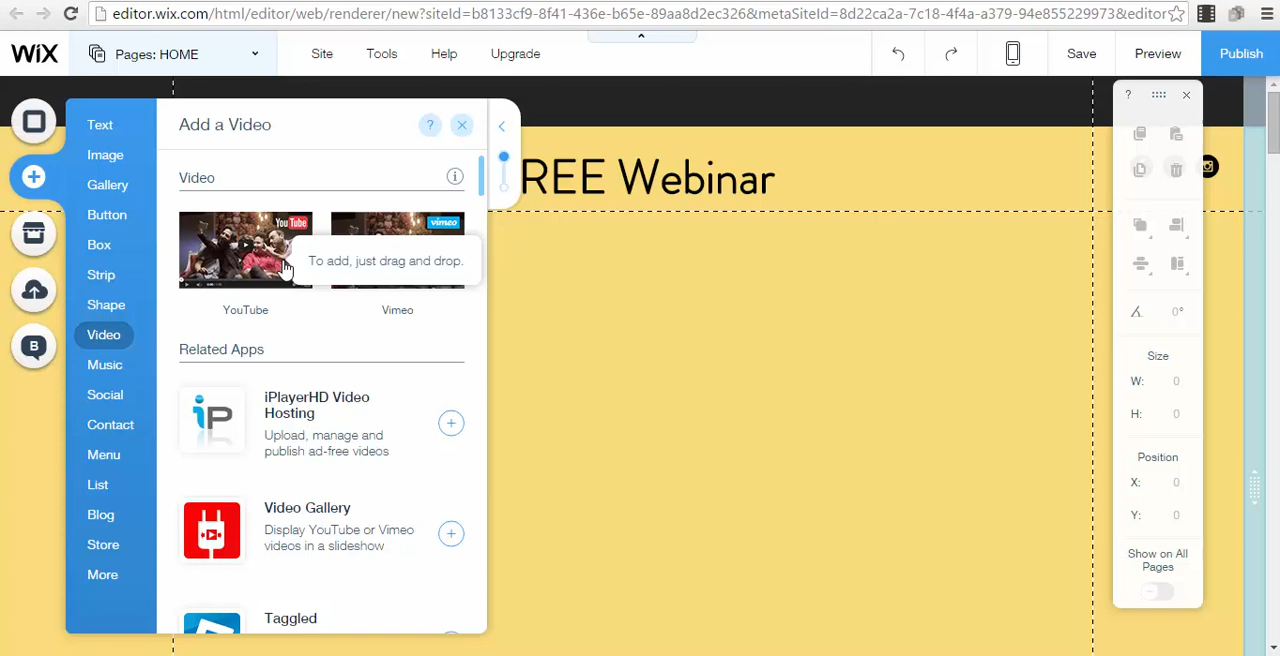 editor.wix.com/html/editor/web/renderer/new?siteId=b8133cf9-8f41-436e-b65e-89aa8d2ec326&metaSiteId=8d22ca2a-7c18-4f4a-a379-94e855229973&editor
WiX Pages: HOME Site Tools Help Upgrade Save Preview Publish
Text
Image
Gallery
Button
Box
Strip
Shape
Video
Music
Social
Contact
Menu
List
Blog
Store
More
B
Add a Video ?
Video
YouTube
vimeo
To add, just drag and drop.
YouTube
Vimeo
Related Apps
iP
iPlayerHD Video
Hosting
Upload, manage and
publish ad-free videos
Video Gallery
Display YouTube or Vimeo
videos in a slideshow
Taggled
REE Webinar
?
0°
Size
W: 0
H: 0
Position
X: 0
Y: 0
Show on All
Pages